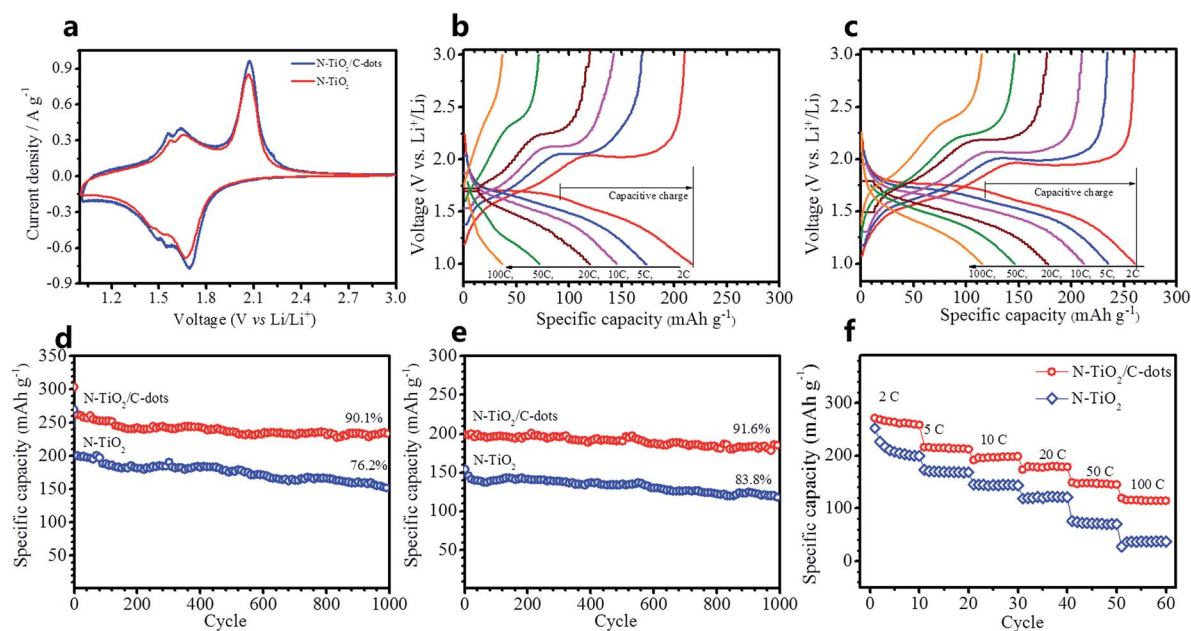 a
N-TiO2/C-dots
N-TiO2
Current density / A g-1
0.9
0.6
0.3
0.0
-0.3
-0.6
-0.9
1.2
1.5
1.8
2.1
2.4
2.7
3.0
Voltage (V vs Li/Li+)
b
Voltage (V vs. Li+/Li)
3.0
2.5
2.0
1.5
1.0
Capacitive charge
100C,
50C,
20C,
10C,
5C,
2C
0
50
100
150
200
250
300
Specific capacity (mAh g-1)
c
Voltage (V vs. Li+/Li)
3.0
2.5
2.0
1.5
1.0
Capacitive charge
100C,
50C,
20C,
10C,
5C,
2C
0
50
100
150
200
250
300
Specific capacity (mAh g-1)
d
Specific capacity (mAh g-1)
350
300
250
200
150
100
50
N-TiO2/C-dots
90.1%
N-TiO2
76.2%
0
200
400
600
800
1000
Cycle
e
Specific capacity (mAh g-1)
300
250
200
150
100
50
N-TiO2/C-dots
91.6%
N-TiO2
83.8%
0
200
400
600
800
1000
Cycle
f
Specific capacity (mAh g-1)
300
200
100
0
N-TiO2/C-dots
N-TiO2
2 C
5 C
10 C
20 C
50 C
100 C
0
10
20
30
40
50
60
Cycle